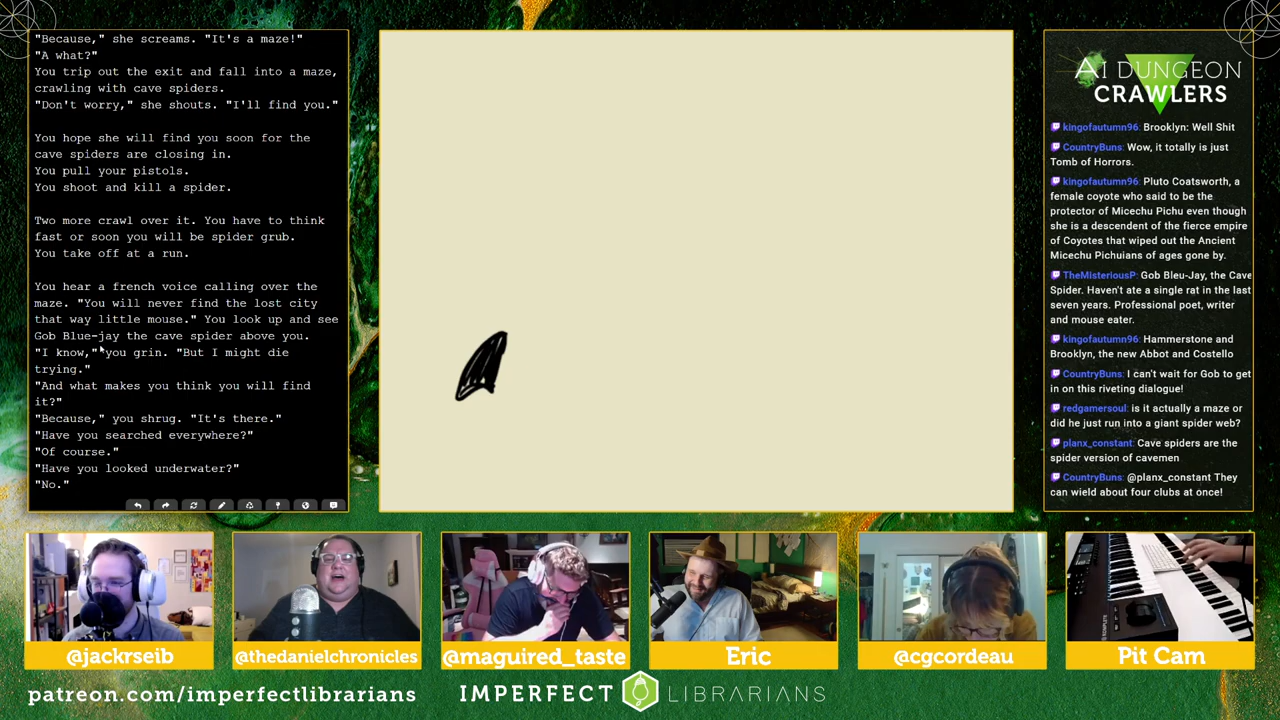 "Because," she screams. "It's a maze!"
"A what?"
You trip out the exit and fall into a maze,
crawling with cave spiders.
"Don't worry," she shouts. "I'll find you."
You hope she will find you soon for the
cave spiders are closing in.
You pull your pistols.
You shoot and kill a spider.
Two more crawl over it. You have to think
fast or soon you will be spider grub.
You take off at a run.
You hear a french voice calling over the
maze. "You will never find the lost city
that way little mouse." You look up and see
Gob Blue-jay the cave spider above you.
"I know," you grin. "But I might die
trying."
"And what makes you think you will find
it?"
"Because," you shrug. "It's there."
"Have you searched everywhere?"
"Of course."
"Have you looked underwater?"
"No."
AI DUNGEON
CRAWLERS
kingofautumn96: Brooklyn: Well Shit
CountryBuns: Wow, it totally is just
Tomb of Horrors.
kingofautumn96: Pluto Coatsworth, a
female coyote who said to be the
protector of Micechu Pichu even though
she is a descendent of the fierce empire
of Coyotes that wiped out the Ancient
Micechu Pichuians of ages gone by.
TheMisteriousP: Gob Bleu-Jay, the Cave
Spider. Haven't ate a single rat in the last
seven years. Professional poet, writer
and mouse eater.
kingofautumn96: Hammerstone and
Brooklyn, the new Abbot and Costello
CountryBuns: I can't wait for Gob to get
in on this riveting dialogue!
redgamersoul: is it actually a maze or
did he just run into a giant spider web?
planx_constant: Cave spiders are the
spider version of cavemen
CountryBuns: @planx_constant They
can wield about four clubs at once!
@jackrseib
@thedanielchronicles
@maguired_taste
Eric
@cgcordeau
Pit Cam
patreon.com/imperfectlibrarians
IMPERFECT LIBRARIANS